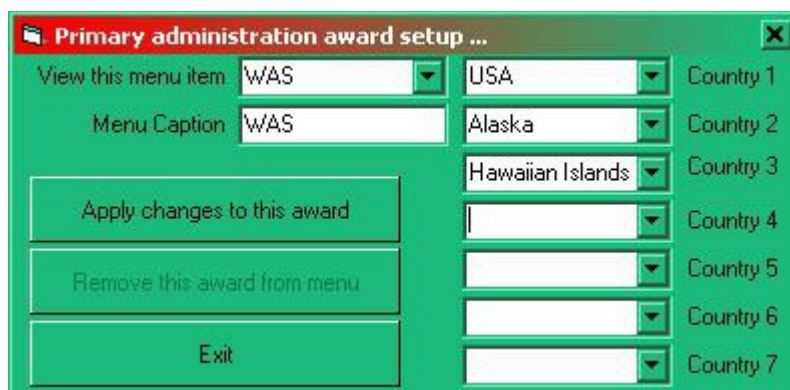 Primary administration award setup ...
View this menu item WAS USA Country 1
Menu Caption WAS Alaska Country 2
Hawaiian Islands Country 3
Apply changes to this award Country 4
Remove this award from menu Country 5
Country 6
Exit Country 7